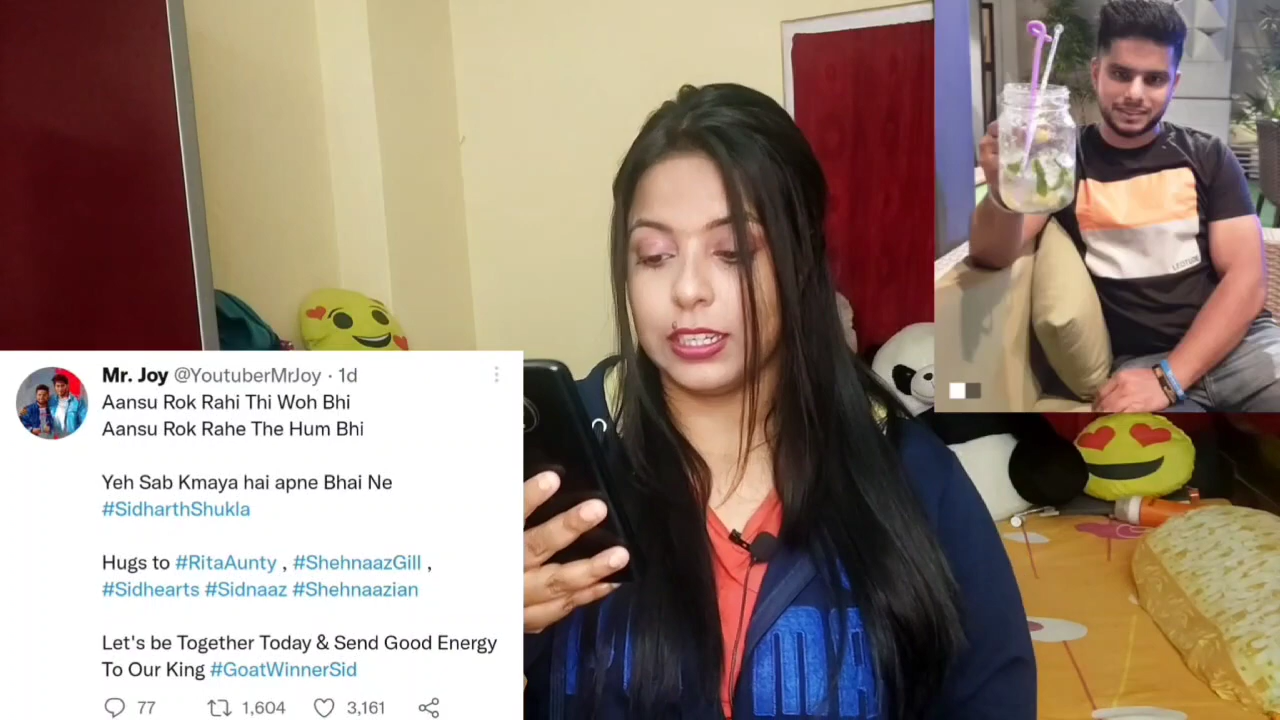 Mr. Joy @YoutuberMrJoy · 1d
Aansu Rok Rahi Thi Woh Bhi
Aansu Rok Rahe The Hum Bhi
Yeh Sab Kmaya hai apne Bhai Ne
#SidharthShukla
Hugs to #RitaAunty , #ShehnaazGill ,
#Sidhearts #Sidnaaz #Shehnaazian
Let's be Together Today & Send Good Energy
To Our King #GoatWinnerSid
77 1,604 3,161